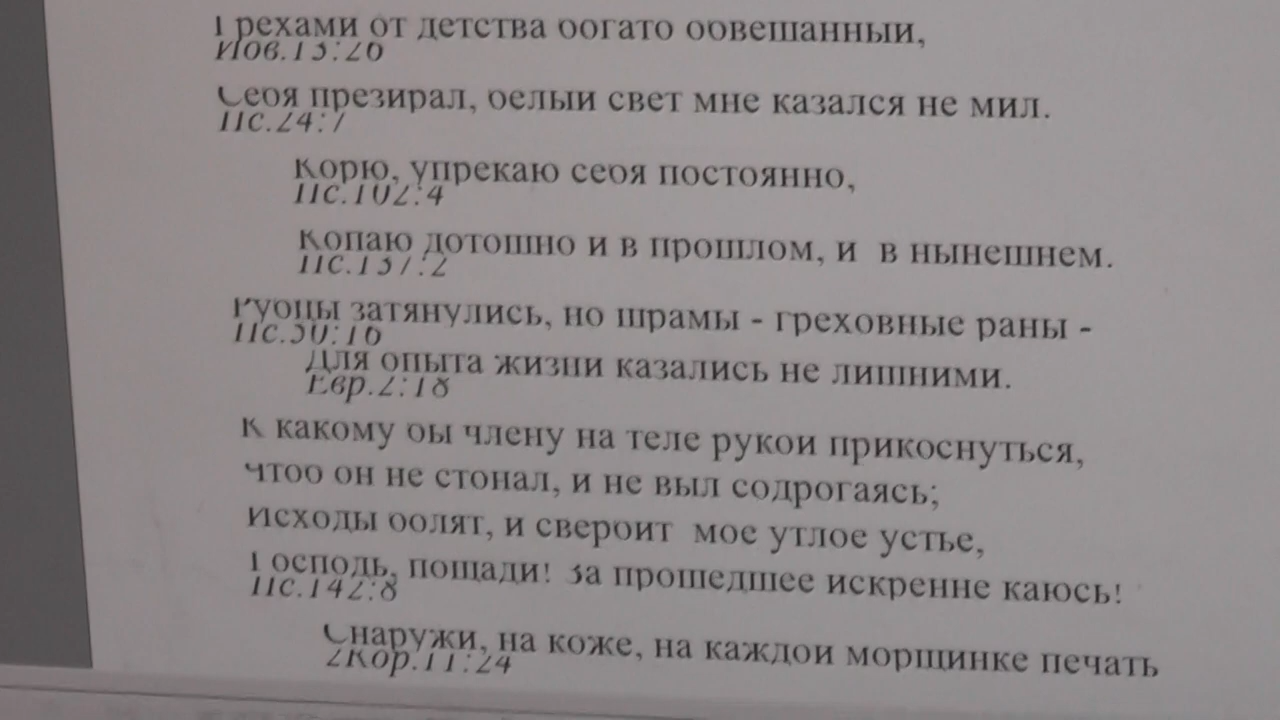 Грехами от детства богато обвешанный,
Иов.13:26
Себя презирал, белый свет мне казался не мил.
Пс.24:7
Корю, упрекаю себя постоянно,
Пс.102:4
Копаю дотошно и в прошлом, и в нынешнем.
Пс.137:2
Рубцы затянулись, но шрамы - греховные раны -
Пс.50:16
Для опыта жизни казались не лишними.
Евр.2:18
К какому бы члену на теле рукой прикоснуться,
Чтоб он не стонал, и не выл содрогаясь;
Исходы болят, и свербит мое утлое устье,
Господь, пощади! За прошедшее искренне каюсь!
Пс.142:8
Снаружи, на коже, на каждой морщинке печать
2Кор.11:24